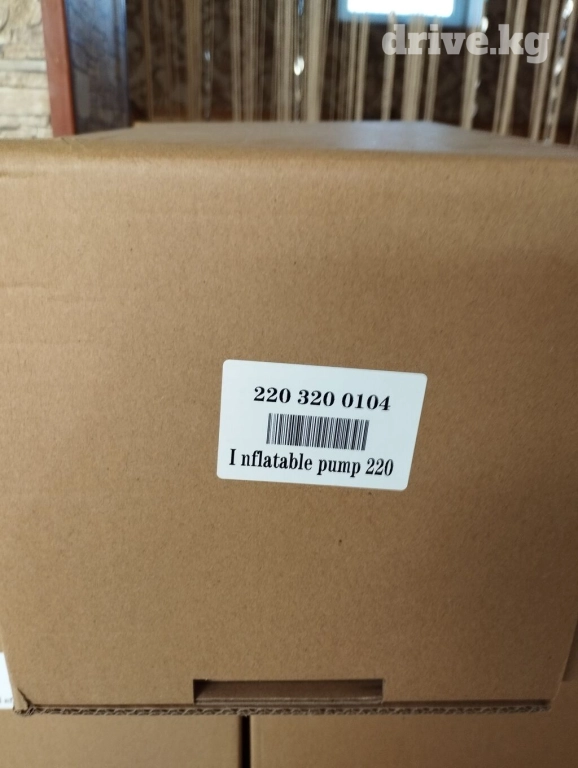 drive.kg
220 320 0104
I nflatable pump 220